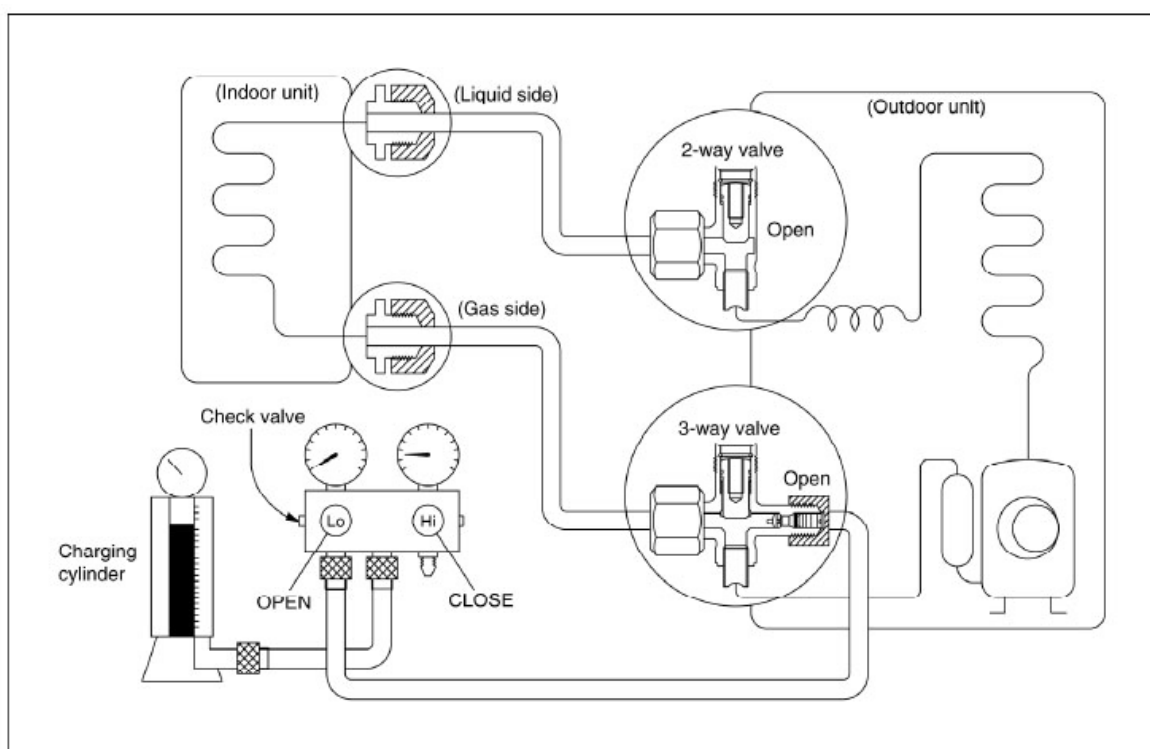 (Indoor unit)
(Liquid side)
(Outdoor unit)
2-way valve
Open
(Gas side)
Check valve
3-way valve
Open
Lo
Hi
Charging
cylinder
OPEN
CLOSE